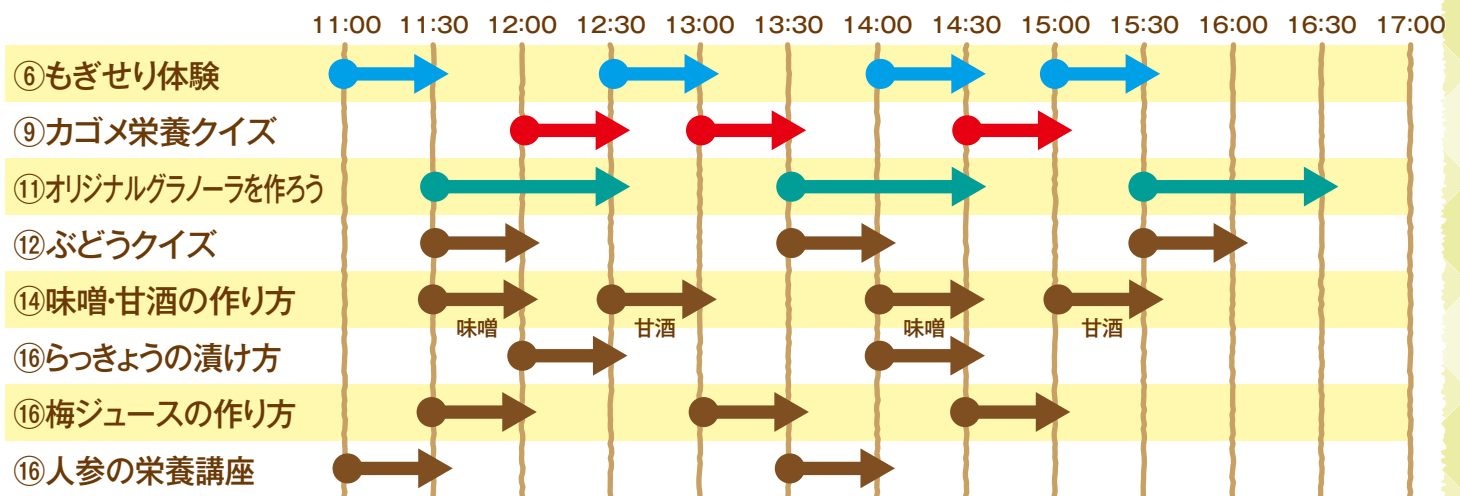 11:00 11:30 12:00 12:30 13:00 13:30 14:00 14:30 15:00 15:30 16:00 16:30 17:00
⑥もぎせり体験
⑨カゴメ栄養クイズ
⑪オリジナルグラノーラを作ろう
⑫ぶどうクイズ
⑭味噌・甘酒の作り方
味噌 甘酒 味噌 甘酒
⑯らっきょうの漬け方
⑯梅ジュースの作り方
⑯人参の栄養講座